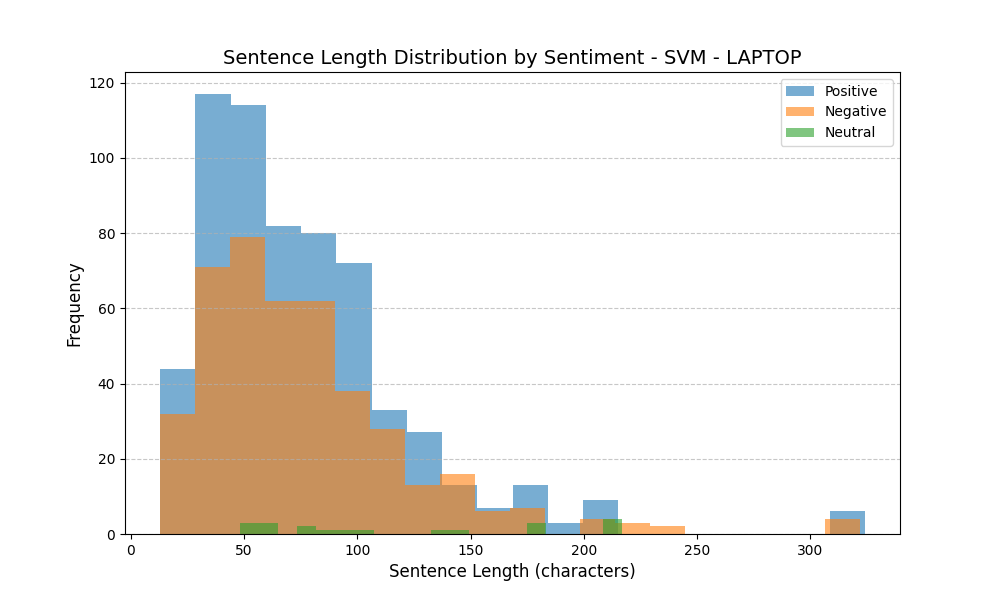 Sentence Length Distribution by Sentiment - SVM - LAPTOP
Positive
Negative
Neutral
120
100
80
60
40
20
0
Frequency
0 50 100 150 200 250 300
Sentence Length (characters)